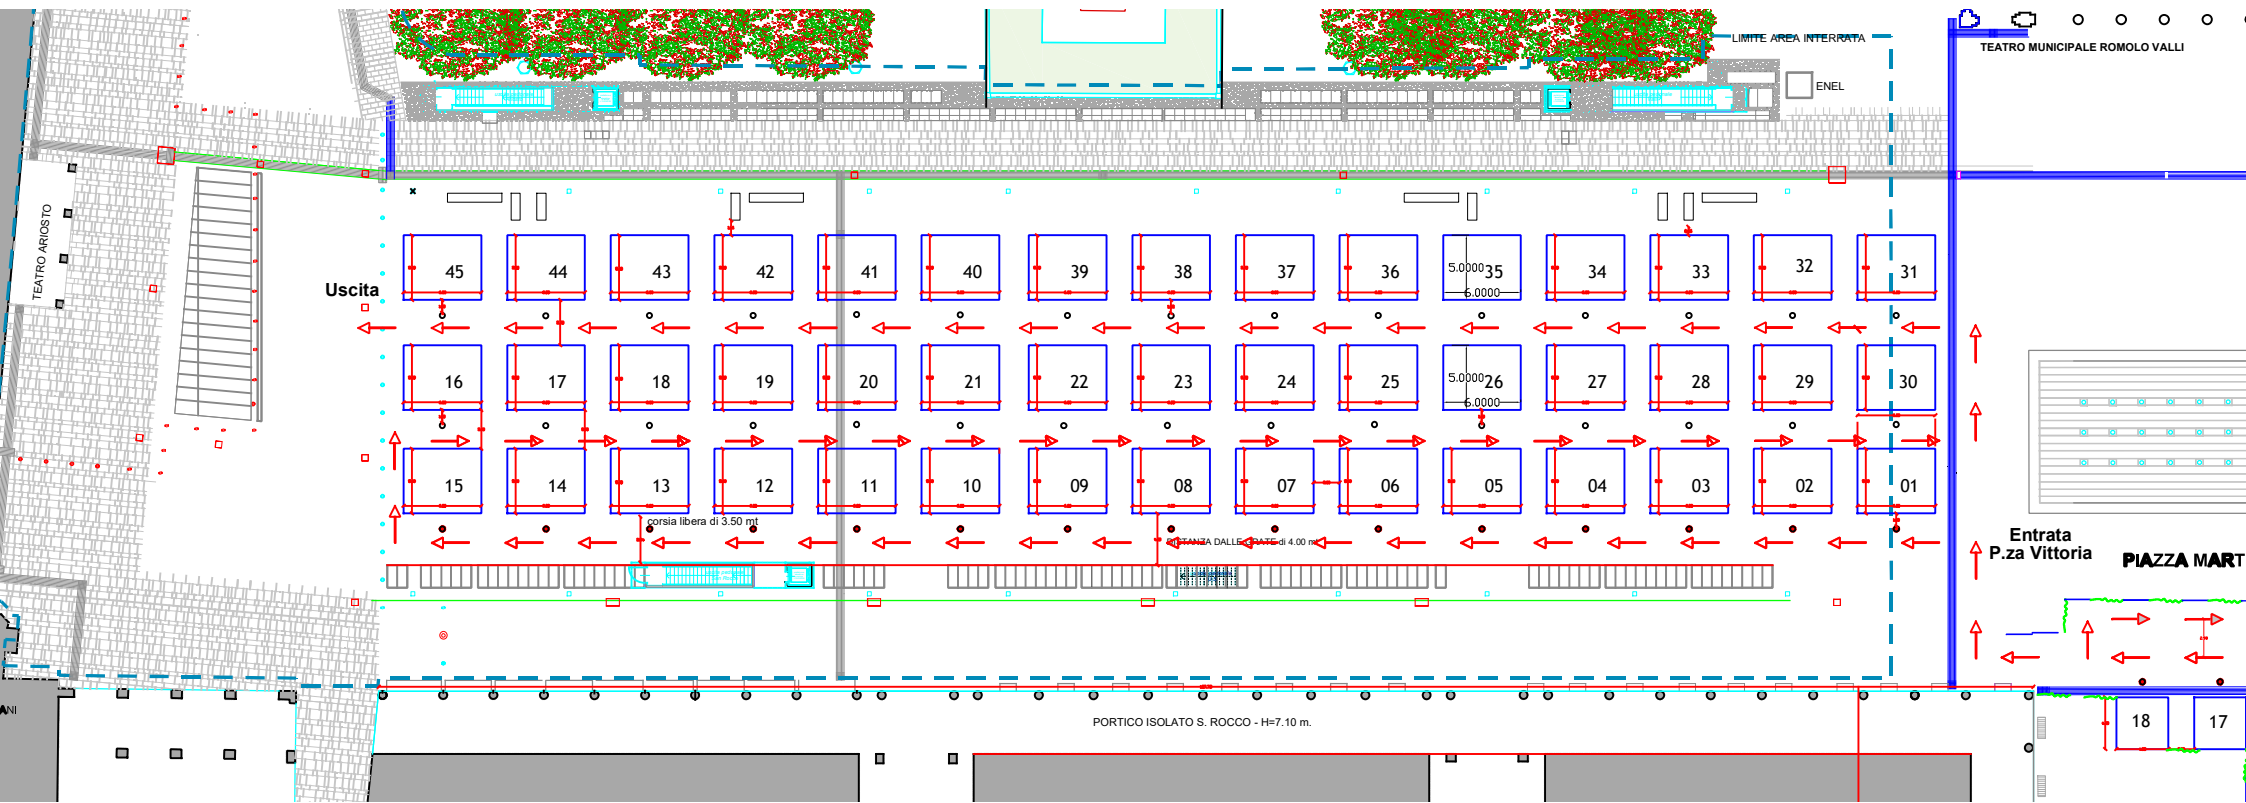 LIMITE AREA INTERRATA
TEATRO MUNICIPALE ROMOLO VALLI
ENEL
TEATRO ARIOSTO
Uscita
45 44 43 42 41 40 39 38 37 36 35 34 33 32 31
5.0000
6.0000
16 17 18 19 20 21 22 23 24 25 26 27 28 29 30
5.0000
6.0000
15 14 13 12 11 10 09 08 07 06 05 04 03 02 01
corsia libera di 3.50 mt
DISTANZA DALLE GRATE di 4.00 m
Entrata
P.za Vittoria
PIAZZA MART
ANI
PORTICO ISOLATO S. ROCCO - H=7.10 m.
18 17